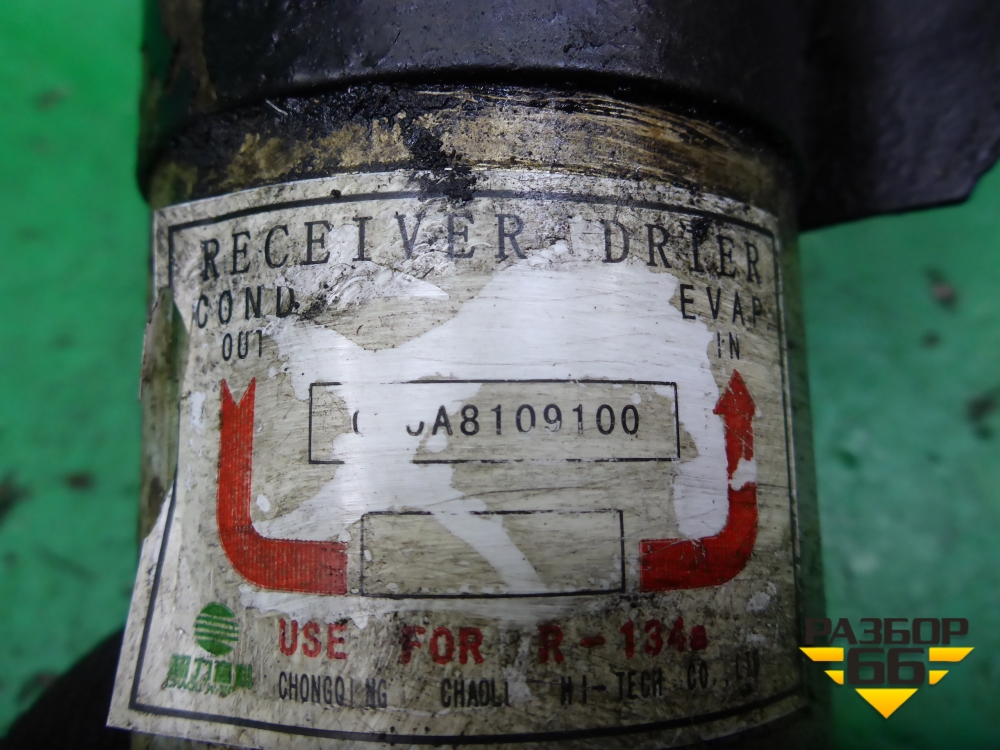 RECEIVER DRIER
COND EVAP
OUT IN
A8109100
USE FOR R-134a
CHONGQING CHAOLI HI-TECH CO.,LTD
РАЗБОР
66